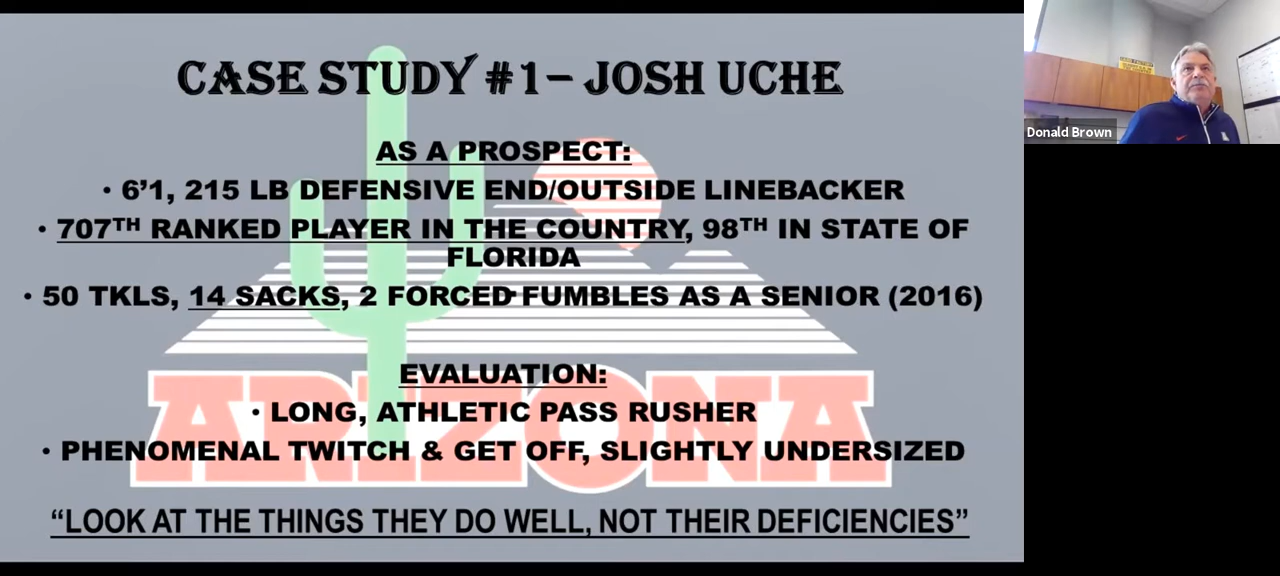 CASE STUDY #1– JOSH UCHE
AS A PROSPECT:
• 6’1, 215 LB DEFENSIVE END/OUTSIDE LINEBACKER
• 707TH RANKED PLAYER IN THE COUNTRY, 98TH IN STATE OF
FLORIDA
• 50 TKLS, 14 SACKS, 2 FORCED FUMBLES AS A SENIOR (2016)
EVALUATION:
• LONG, ATHLETIC PASS RUSHER
• PHENOMENAL TWITCH & GET OFF, SLIGHTLY UNDERSIZED
ARIZONA
“LOOK AT THE THINGS THEY DO WELL, NOT THEIR DEFICIENCIES”
Donald Brown